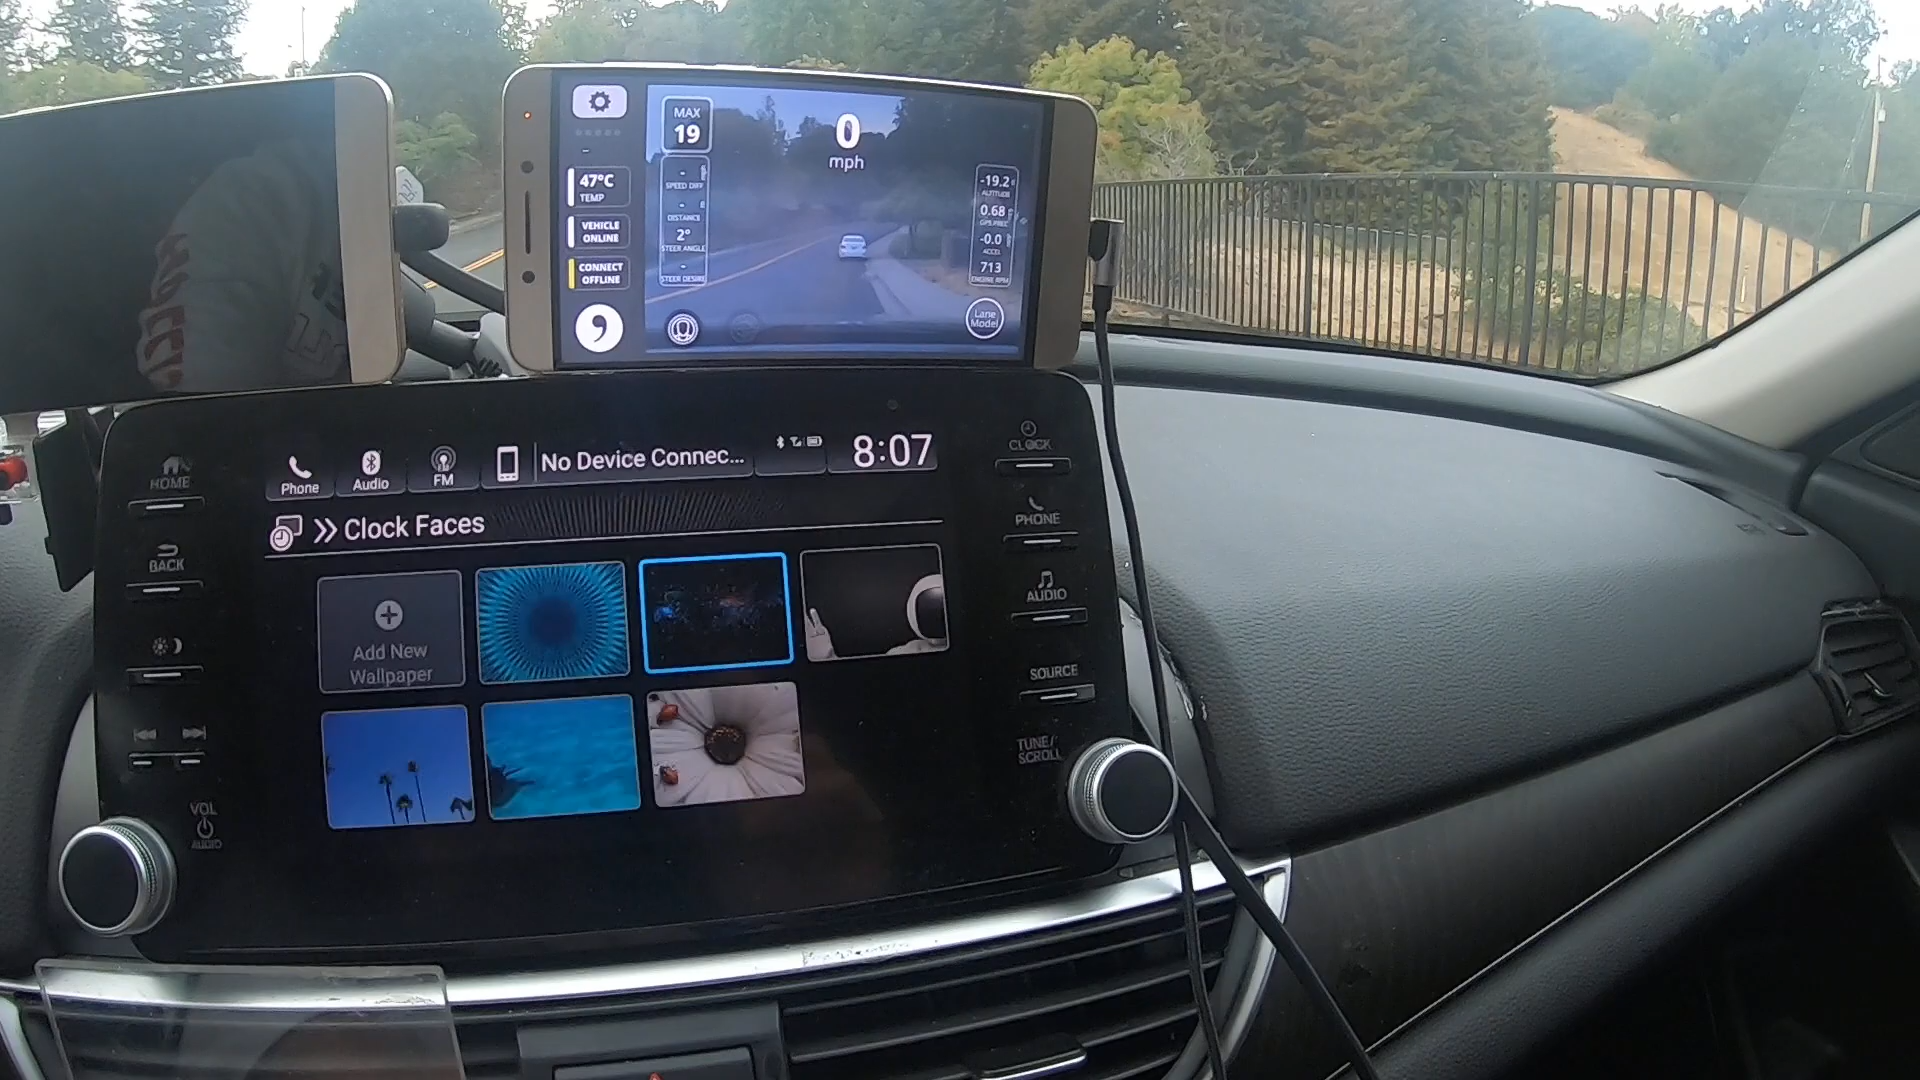 MAX
19
0
mph
47°C
TEMP
VEHICLE
ONLINE
CONNECT
OFFLINE
-
SPEED DIFF
-
DISTANCE
2°
STEER ANGLE
-
STEER DESIRE
-19.2
ALTITUDE
0.68
-0.0
ACCEL
713
ENGINE RPM
Lane
Model
HOME
BACK
VOL
AUDIO
Phone
Audio
FM
No Device Connec...
8:07
Clock Faces
Add New
Wallpaper
CLOCK
PHONE
AUDIO
SOURCE
TUNE/
SCROLL